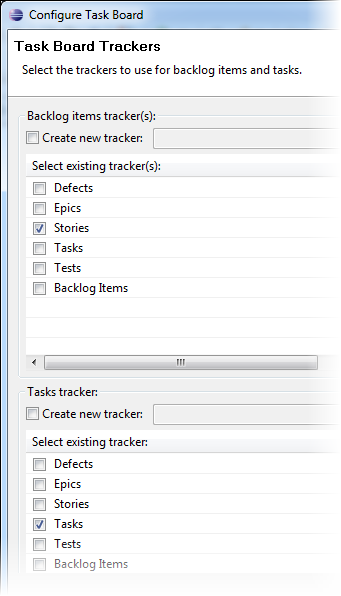 Configure Task Board
Task Board Trackers
Select the trackers to use for backlog items and tasks.
Backlog items tracker(s):
Create new tracker:
Select existing tracker(s):
Defects
Epics
Stories
Tasks
Tests
Backlog Items
Tasks tracker:
Create new tracker:
Select existing tracker:
Defects
Epics
Stories
Tasks
Tests
Backlog Items